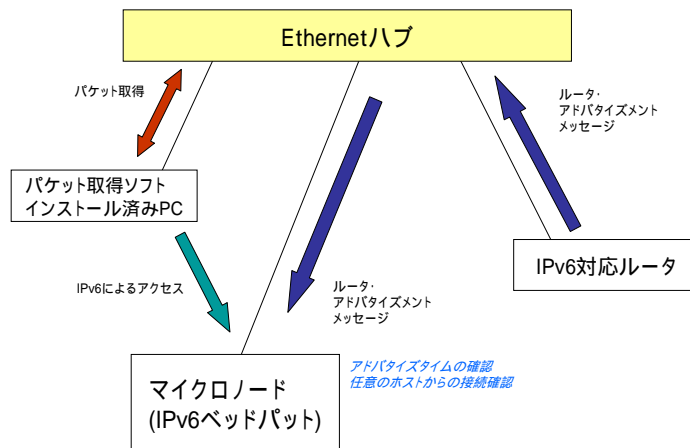 Ethernetハブ
パケット取得
ルータ・
アドバタイズメント
メッセージ
パケット取得ソフト
インストール済みPC
IPv6対応ルータ
IPv6によるアクセス
ルータ・
アドバタイズメント
メッセージ
マイクロノード
(IPv6ベッドパット)
アドバタイズタイムの確認
任意のホストからの接続確認